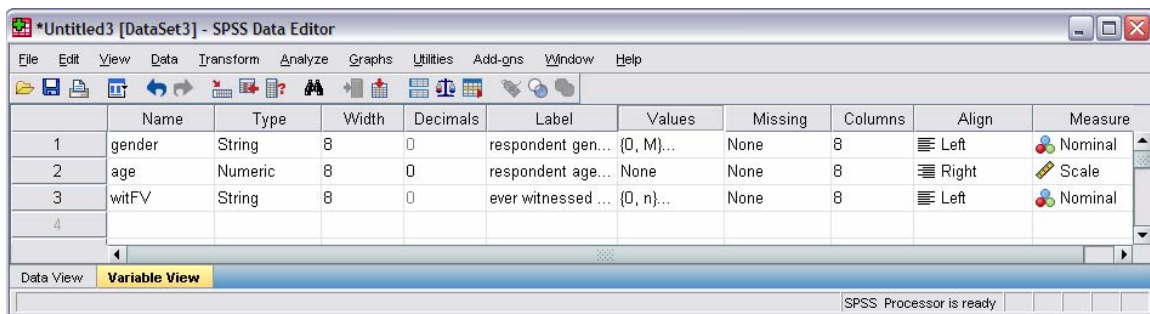 *Untitled3 [DataSet3] - SPSS Data Editor
File Edit View Data Transform Analyze Graphs Utilities Add-ons Window Help
Name Type Width Decimals Label Values Missing Columns Align Measure
1 gender String 8 0 respondent gen... {0, M}... None 8 Left Nominal
2 age Numeric 8 0 respondent age... None None 8 Right Scale
3 witFV String 8 0 ever witnessed ... {0, n}... None 8 Left Nominal
4
Data View Variable View
SPSS Processor is ready